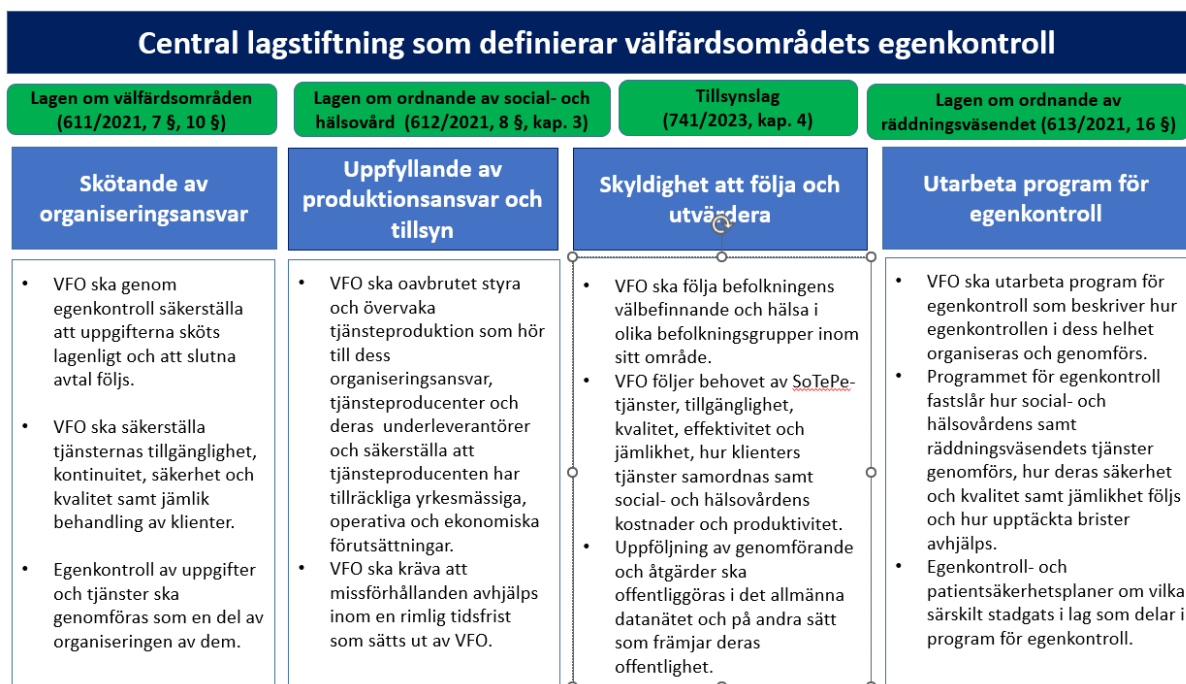 Central lagstiftning som definierar välfärdsområdets egenkontroll
Lagen om välfärdsområden
(611/2021, 7 §, 10 §)
Skötande av
organiseringsansvar
• VFO ska genom
egenkontroll säkerställa
att uppgifterna sköts
lagenligt och att slutna
avtal följs.
• VFO ska säkerställa
tjänsternas tillgänglighet,
kontinuitet, säkerhet och
kvalitet samt jämlik
behandling av klienter.
• Egenkontroll av uppgifter
och tjänster ska
genomföras som en del av
organiseringen av dem.
Lagen om ordnande av social- och
hälsovård (612/2021, 8 §, kap. 3)
Uppfyllande av
produktionsansvar och
tillsyn
• VFO ska oavbrutet styra
och övervaka
tjänsteproduktion som hör
till dess
organiseringsansvar,
tjänsteproducenter och
deras underleverantörer
och säkerställa att
tjänsteproducenten har
tillräckliga yrkesmässiga,
operativa och ekonomiska
förutsättningar.
• VFO ska kräva att
missförhållanden avhjälps
inom en rimlig tidsfrist
som sätts ut av VFO.
Tillsynslag
(741/2023, kap. 4)
Skyldighet att följa och
utvärdera
• VFO ska följa befolkningens
välbefinnande och hälsa i
olika befolkningsgrupper inom
sitt område.
• VFO följer behovet av SoTePe-
tjänster, tillgänglighet,
kvalitet, effektivitet och
jämlikhet, hur klienters
tjänster samordnas samt
social- och hälsovårdens
kostnader och produktivitet.
• Uppföljning av genomförande
och åtgärder ska
offentliggöras i det allmänna
datanätet och på andra sätt
som främjar deras
offentlighet.
Lagen om ordnande av
räddningsväsendet (613/2021, 16 §)
Utarbeta program för
egenkontroll
• VFO ska utarbeta program för
egenkontroll som beskriver hur
egenkontrollen i dess helhet
organiseras och genomförs.
• Programmet för egenkontroll
fastslår hur social- och
hälsovårdens samt
räddningsväsendets tjänster
genomförs, hur deras säkerhet
och kvalitet samt jämlikhet följs
och hur upptäckta brister
avhjälps.
• Egenkontroll- och
patientsäkerhetsplaner om vilka
särskilt stadgats i lag som delar i
program för egenkontroll.